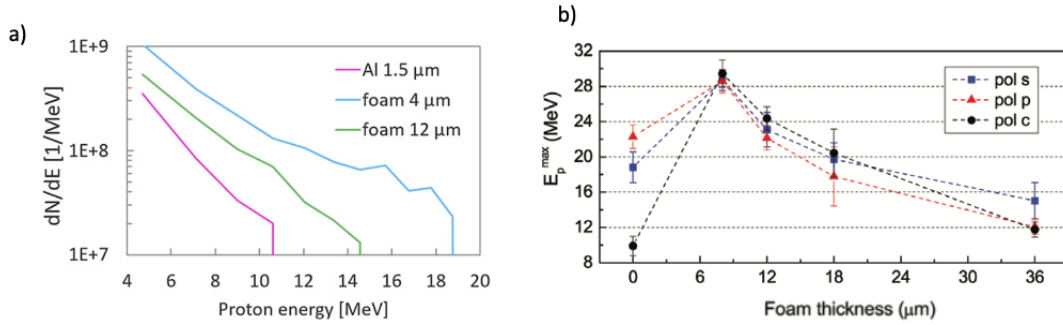 a)
1E+9
1E+8
1E+7
dN/dE [1/MeV]
Al 1.5 µm
foam 4 µm
foam 12 µm
4 6 8 10 12 14 16 18 20
Proton energy [MeV]
b)
32
28
24
20
16
12
8
Epmax (MeV)
pol s
pol p
pol c
0 6 12 18 24 30 36
Foam thickness (µm)